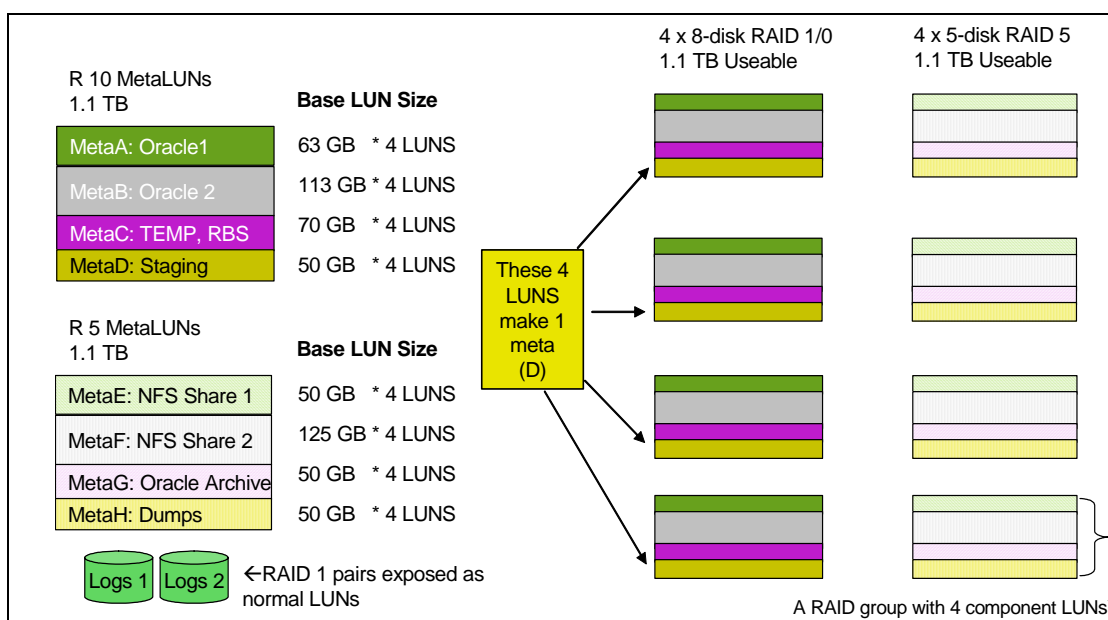 R 10 MetaLUNs
1.1 TB
Base LUN Size
MetaA: Oracle1
63 GB * 4 LUNS
MetaB: Oracle 2
113 GB * 4 LUNS
MetaC: TEMP, RBS
70 GB * 4 LUNS
MetaD: Staging
50 GB * 4 LUNS
R 5 MetaLUNs
1.1 TB
Base LUN Size
MetaE: NFS Share 1
50 GB * 4 LUNS
MetaF: NFS Share 2
125 GB * 4 LUNS
MetaG: Oracle Archive
50 GB * 4 LUNS
MetaH: Dumps
50 GB * 4 LUNS
Logs 1
Logs 2
←RAID 1 pairs exposed as
normal LUNs
These 4
LUNS
make 1
meta
(D)
4 x 8-disk RAID 1/0
1.1 TB Useable
4 x 5-disk RAID 5
1.1 TB Useable
A RAID group with 4 component LUNs